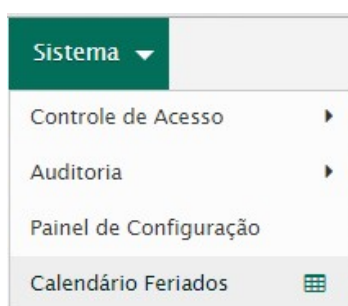 Sistema
Controle de Acesso
Auditoria
Painel de Configuração
Calendário Feriados